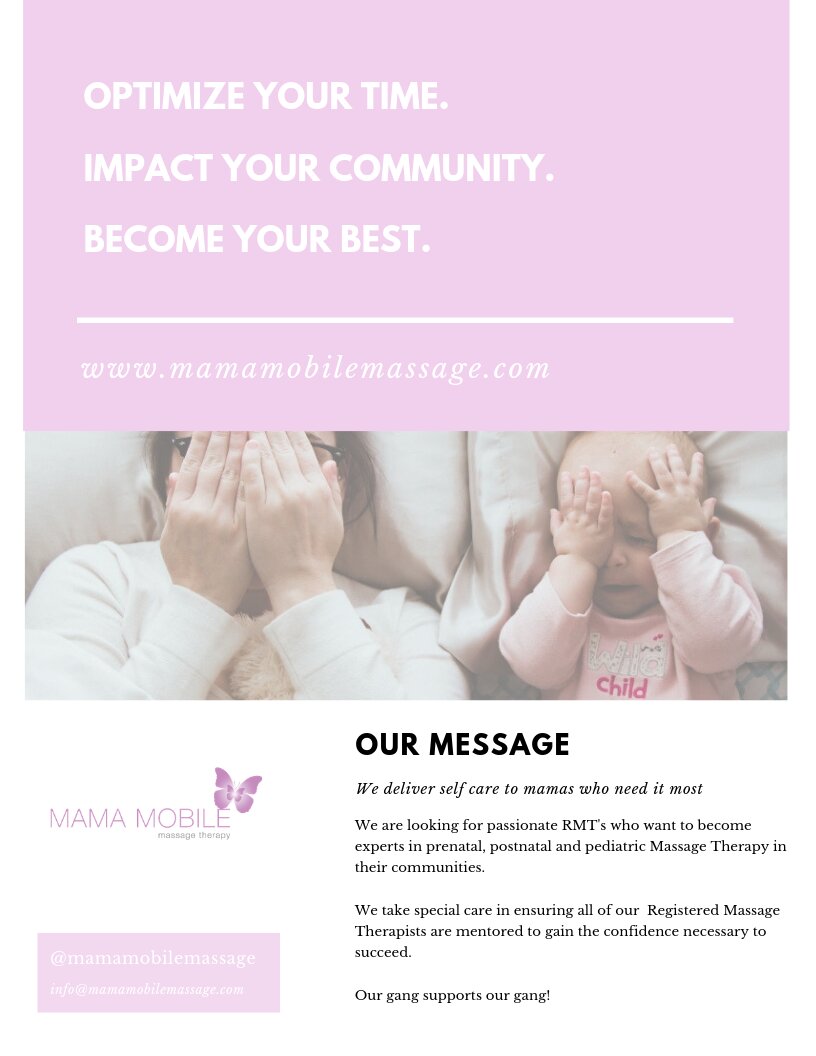 OPTIMIZE YOUR TIME.
IMPACT YOUR COMMUNITY.
BECOME YOUR BEST.
www.mamamobilemassage.com
Wild
child
OUR MESSAGE
We deliver self care to mamas who need it most
We are looking for passionate RMT's who want to become
experts in prenatal, postnatal and pediatric Massage Therapy in
their communities.
We take special care in ensuring all of our  Registered Massage
Therapists are mentored to gain the confidence necessary to
succeed.
Our gang supports our gang!
MAMA MOBILE
massage therapy
@mamamobilemassage
info@mamamobilemassage.com